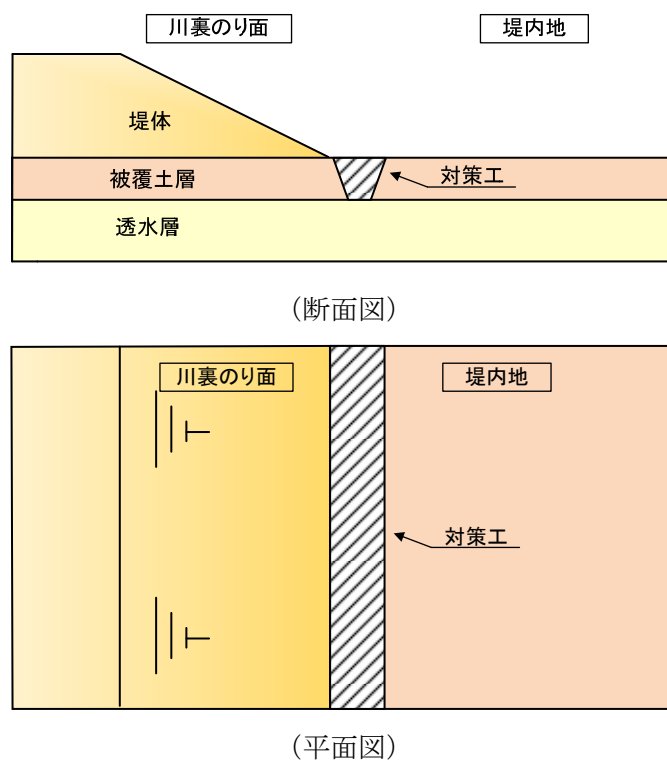 川裏のり面
堤内地
堤体
被覆土層
対策工
透水層
（断面図）
川裏のり面
堤内地
対策工
（平面図）